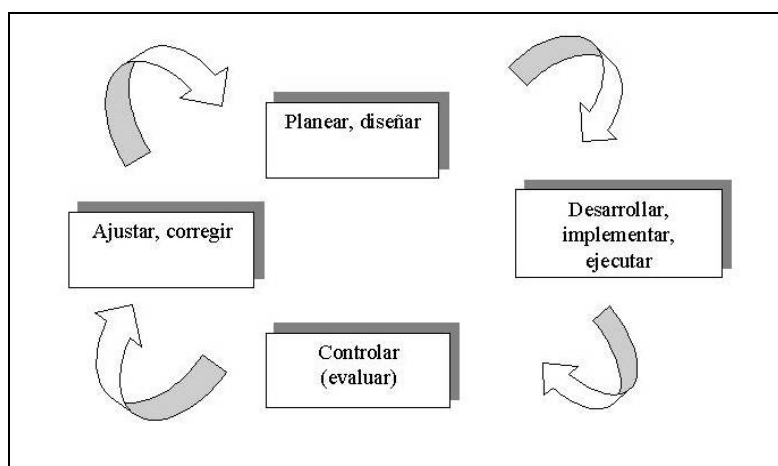 Planear, diseñar
Desarrollar,
implementar,
ejecutar
Controlar
(evaluar)
Ajustar, corregir